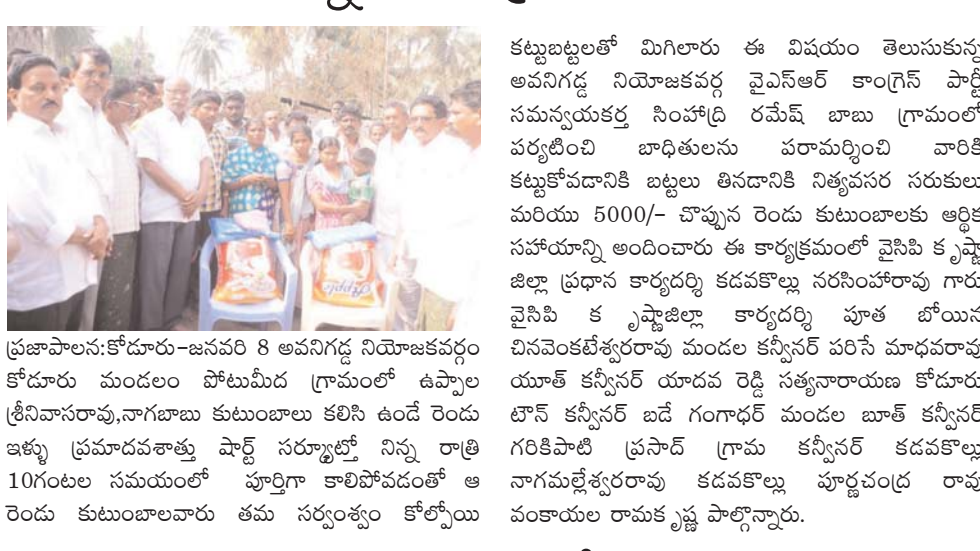 ప్రజాపాలన:కోడూరు-జనవరి 8 అవనిగడ్డ నియోజకవర్గం
కోడూరు మండలం పోటుమీద గ్రామంలో ఉప్పాల
శ్రీనివాసరావు,నాగబాబు కుటుంబాలు కలిసి ఉండే రెండు
ఇళ్ళు ప్రమాదవశాత్తు షార్ట్ సర్క్యూట్తో నిన్న రాత్రి
10గంటల సమయంలో పూర్తిగా కాలిపోవడంతో ఆ
రెండు కుటుంబాలవారు తమ సర్వంశ్వం కోల్పోయి
కట్టుబట్టలతో మిగిలారు ఈ విషయం తెలుసుకున్న
అవనిగడ్డ నియోజకవర్గ వైఎస్ఆర్ కాంగ్రెస్ పార్టీ
సమన్వయకర్త సింహాద్రి రమేష్ బాబు గ్రామంలో
పర్యటించి బాధితులను పరామర్శించి వారికి
కట్టుకోవడానికి బట్టలు తినడానికి నిత్యవసర సరుకులు
మరియు 5000/- చొప్పున రెండు కుటుంబాలకు ఆర్థిక
సహాయాన్ని అందించారు ఈ కార్యక్రమంలో వైసిపి కృష్ణా
జిల్లా ప్రధాన కార్యదర్శి కడవకొల్లు నరసింహారావు గారు
వైసిపి కృష్ణాజిల్లా కార్యదర్శి పూత బోయిన
చినవెంకటేశ్వరరావు మండల కన్వీనర్ పరిసే మాధవరావు
యూత్ కన్వీనర్ యాదవ రెడ్డి సత్యనారాయణ కోడూరు
టౌన్ కన్వీనర్ బడే గంగాధర్ మండల బూత్ కన్వీనర్
గరికిపాటి ప్రసాద్ గ్రామ కన్వీనర్ కడవకొల్లు
నాగమల్లేశ్వరరావు కడవకొల్లు పూర్ణచంద్ర రావు
వంకాయల రామకృష్ణ పాల్గొన్నారు.